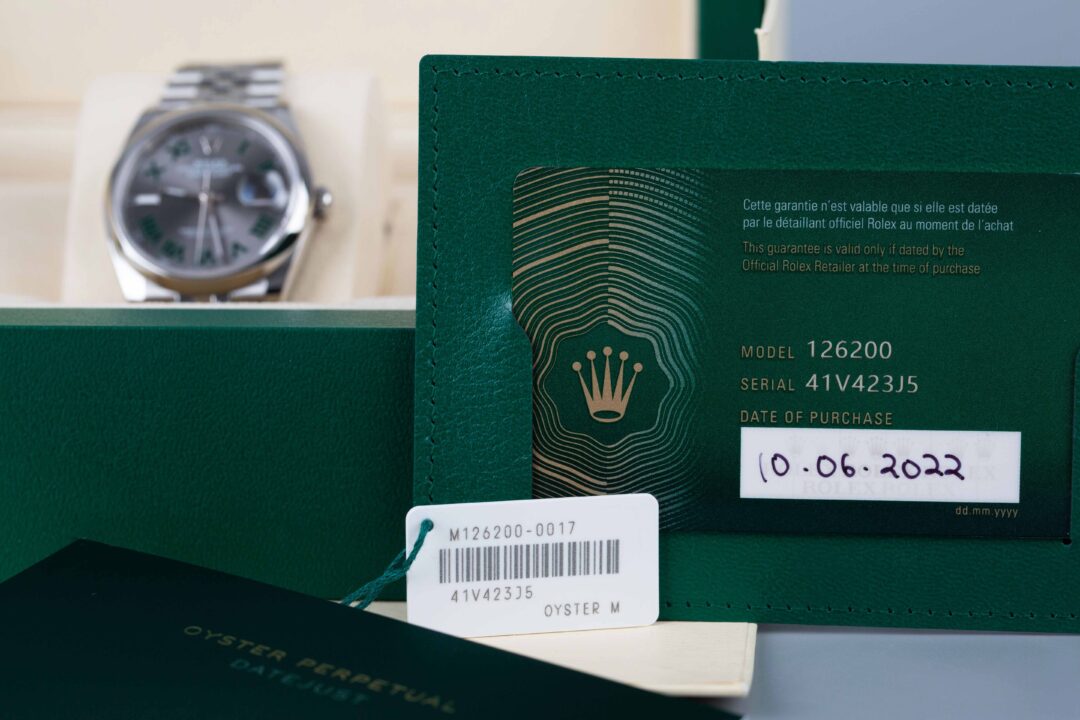 Cette garantie n'est valable que si elle est datée
par le détaillant officiel Rolex au moment de l'achat
This guarantee is valid only if dated by the
Official Rolex Retailer at the time of purchase
MODEL 126200
SERIAL 41V423J5
DATE OF PURCHASE
10.06.2022
dd.mm.yyyy
M126200-0017
41V423J5
OYSTER M
OYSTER PERPETUAL
DATEJUST